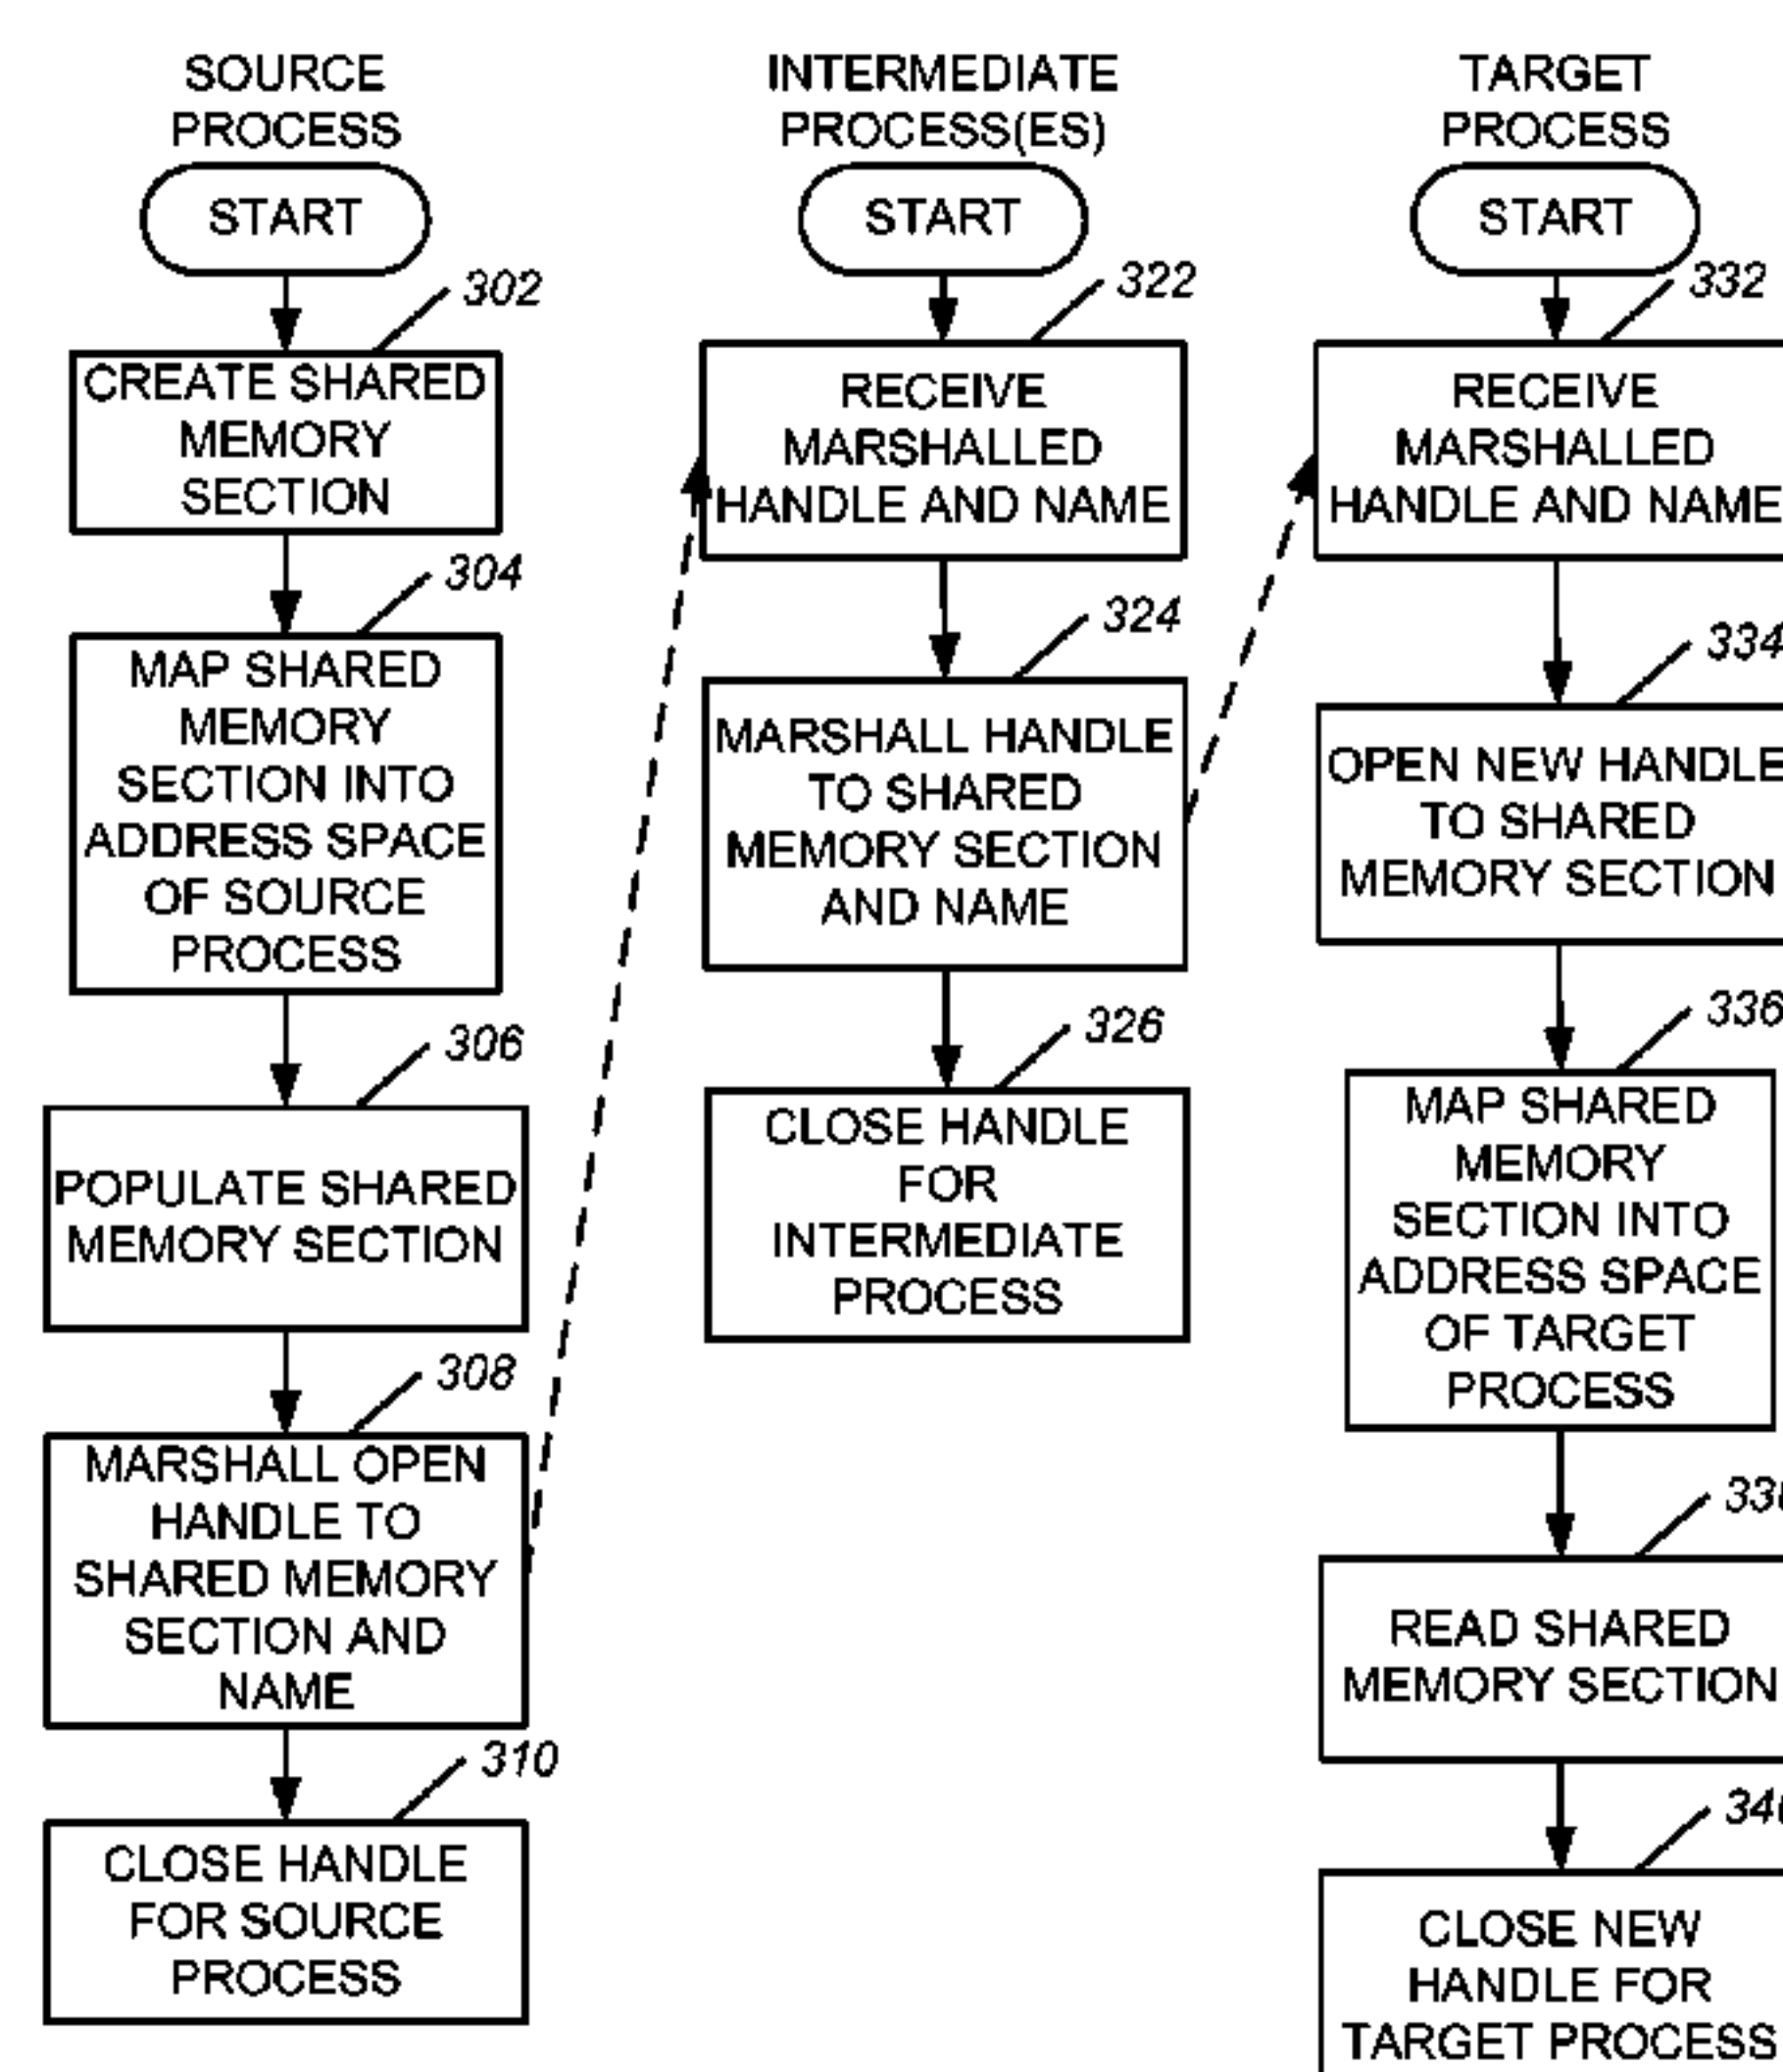 SOURCE
PROCESS
START
302
CREATE SHARED
MEMORY
SECTION
304
MAP SHARED
MEMORY
SECTION INTO
ADDRESS SPACE
OF SOURCE
PROCESS
306
POPULATE SHARED
MEMORY SECTION
308
MARSHALL OPEN
HANDLE TO
SHARED MEMORY
SECTION AND
NAME
310
CLOSE HANDLE
FOR SOURCE
PROCESS
INTERMEDIATE
PROCESS(ES)
START
322
RECEIVE
MARSHALLED
HANDLE AND NAME
324
MARSHALL HANDLE
TO SHARED
MEMORY SECTION
AND NAME
326
CLOSE HANDLE
FOR
INTERMEDIATE
PROCESS
TARGET
PROCESS
START
332
RECEIVE
MARSHALLED
HANDLE AND NAME
334
OPEN NEW HANDLE
TO SHARED
MEMORY SECTION
336
MAP SHARED
MEMORY
SECTION INTO
ADDRESS SPACE
OF TARGET
PROCESS
READ SHARED
MEMORY SECTION
CLOSE NEW
HANDLE FOR
TARGET PROCESS